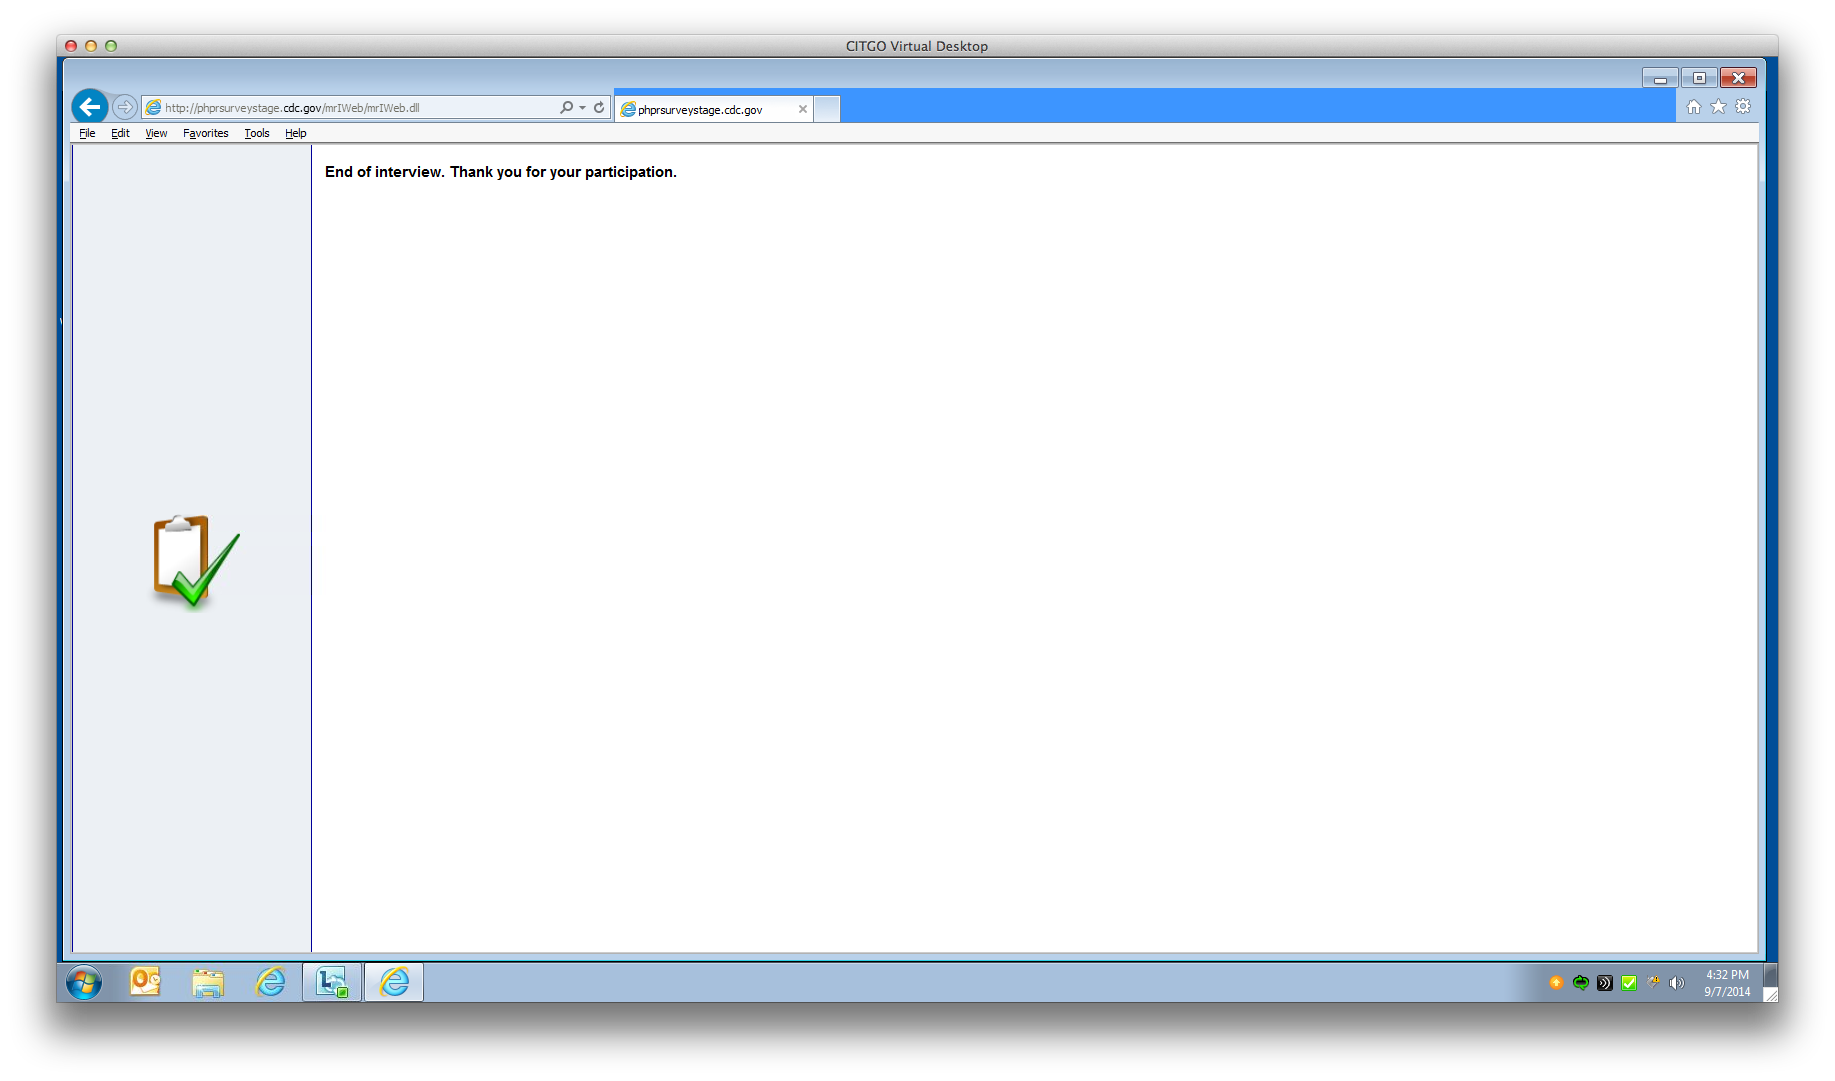 CITGO Virtual Desktop
http://phprsurveystage.cdc.gov/mrIWeb/mrIWeb.dll
phprsurveystage.cdc.gov
File Edit View Favorites Tools Help
End of interview. Thank you for your participation.
4:32 PM
9/7/2014